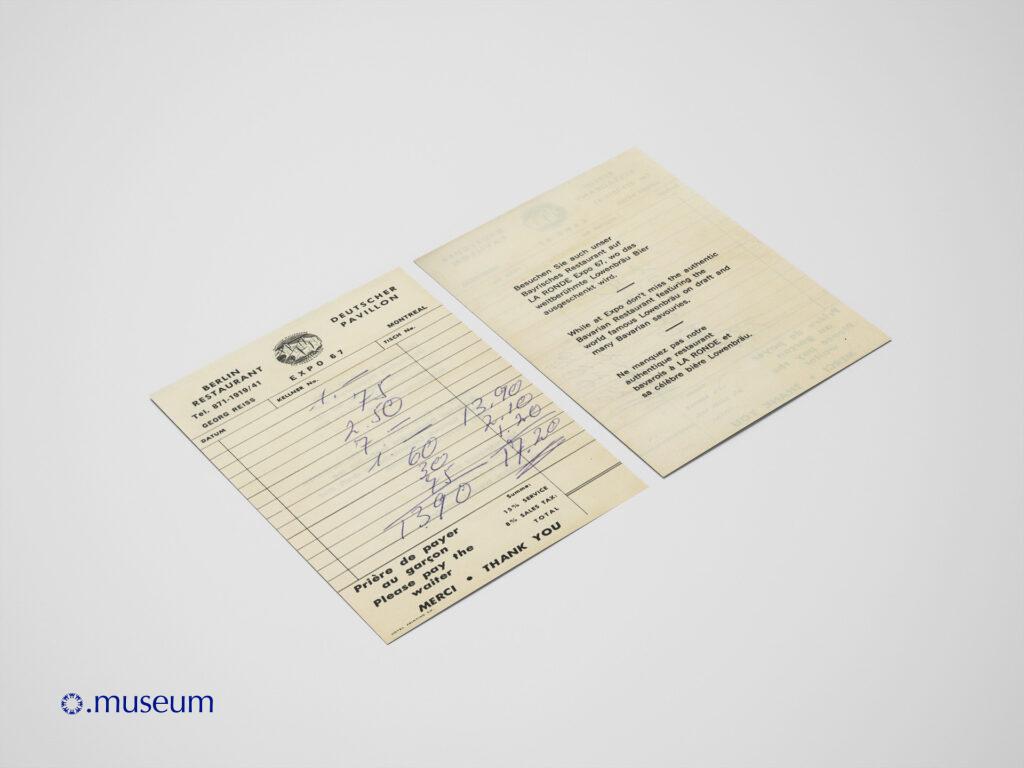 BERLIN
RESTAURANT
Tel. 871-1919/41
GEORG REISS
EXPO 67
DEUTSCHER
PAVILLON
MONTREAL
DATUM
KELLNER No.
TISCH No.
1. —
75
2.50
7 —
1.60
30
75
1390
13.90
2.10
1.20
17.20
Summe:
15% SERVICE
8% SALES TAX:
TOTAL
Prière de payer
au garçon
Please pay the
waiter
MERCI • THANK YOU
Besuchen Sie auch unser
Bayrisches Restaurant auf
LA RONDE Expo 67, wo das
weltberühmte Lowenbräu Bier
ausgeschenkt wird.
While at Expo don't miss the authentic
Bavarian Restaurant featuring the
world famous Lowenbräu on draft and
many Bavarian savouries.
Ne manquez pas notre
authentique restaurant
bavarois à LA RONDE et
sa célèbre bière Lowenbräu.
.museum